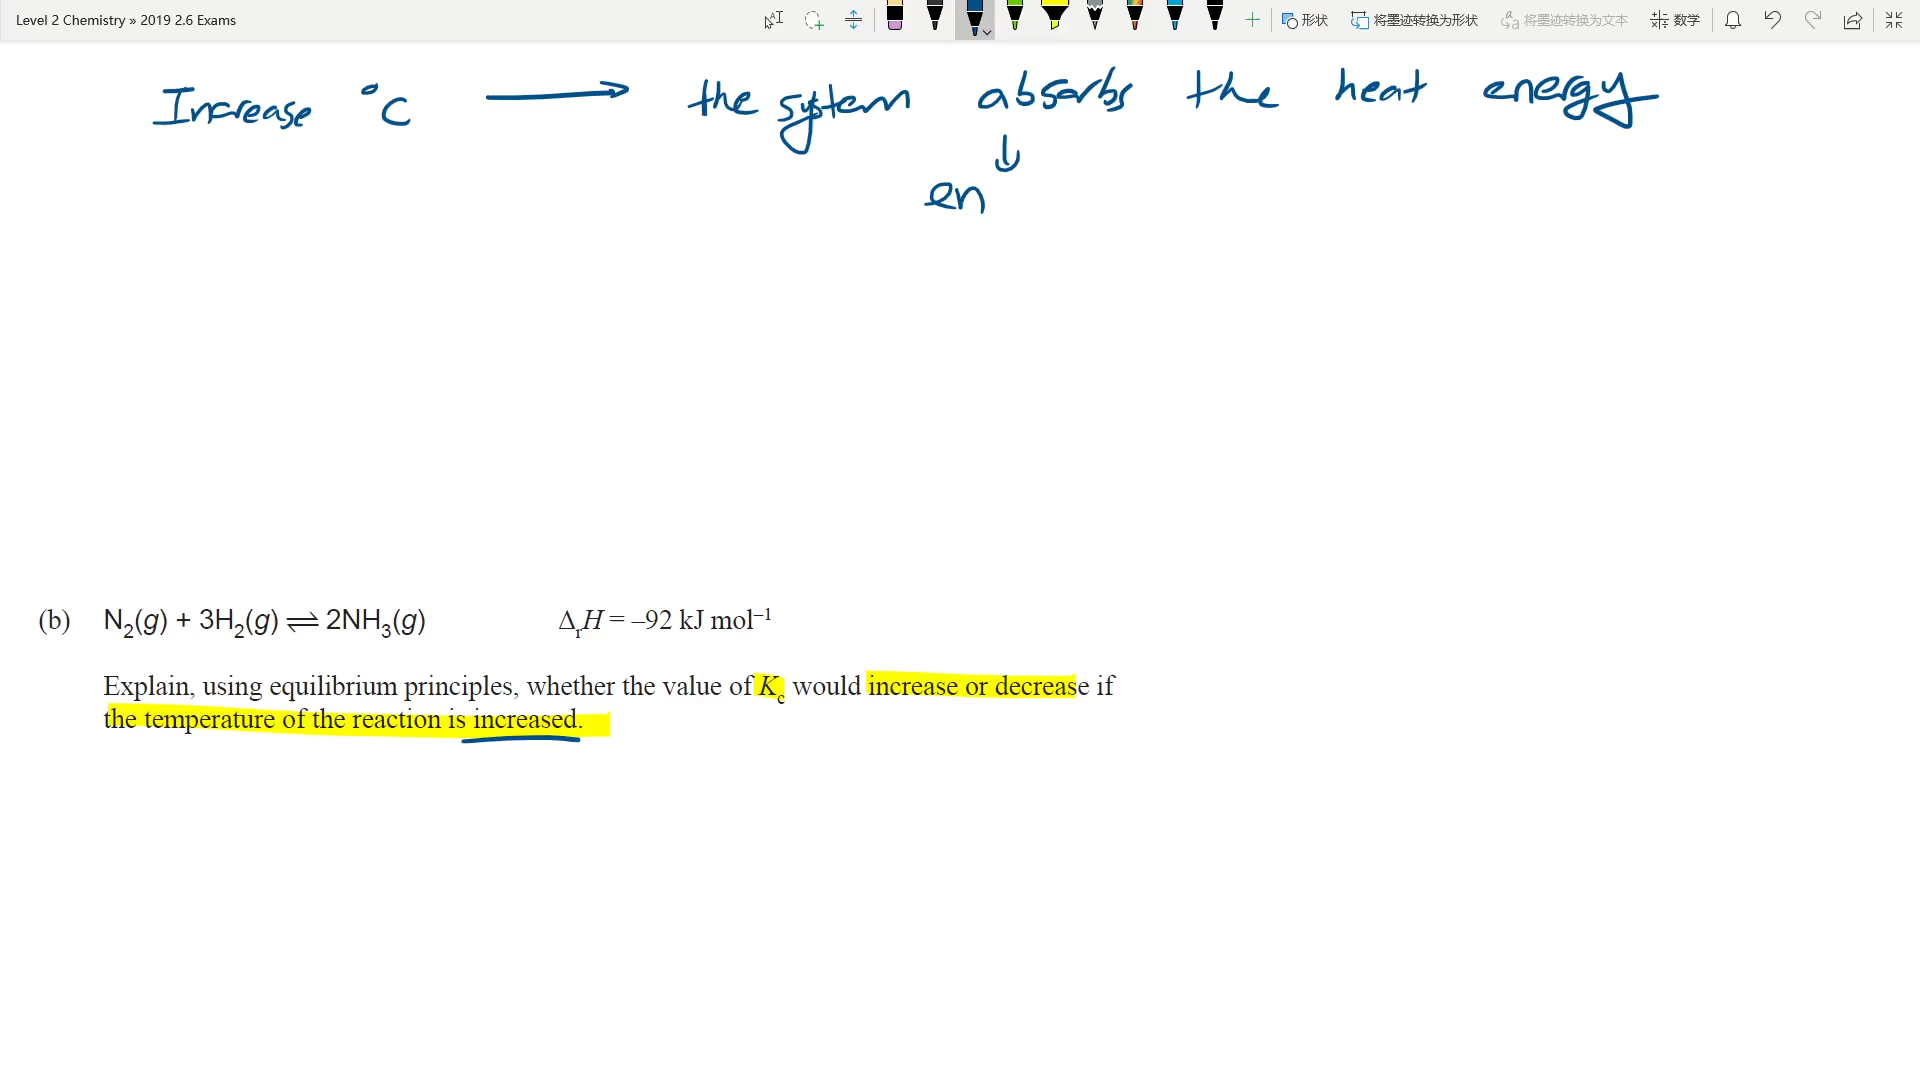 Level 2 Chemistry » 2019 2.6 Exams
形状
将墨迹转换为形状
将墨迹转换为文本
数学
Increase °C → the system absorbs the heat energy
↓
en
(b) N₂(g) + 3H₂(g) ⇌ 2NH₃(g) ΔᵣH = –92 kJ mol⁻¹
Explain, using equilibrium principles, whether the value of K꜀ would increase or decrease if
the temperature of the reaction is increased.